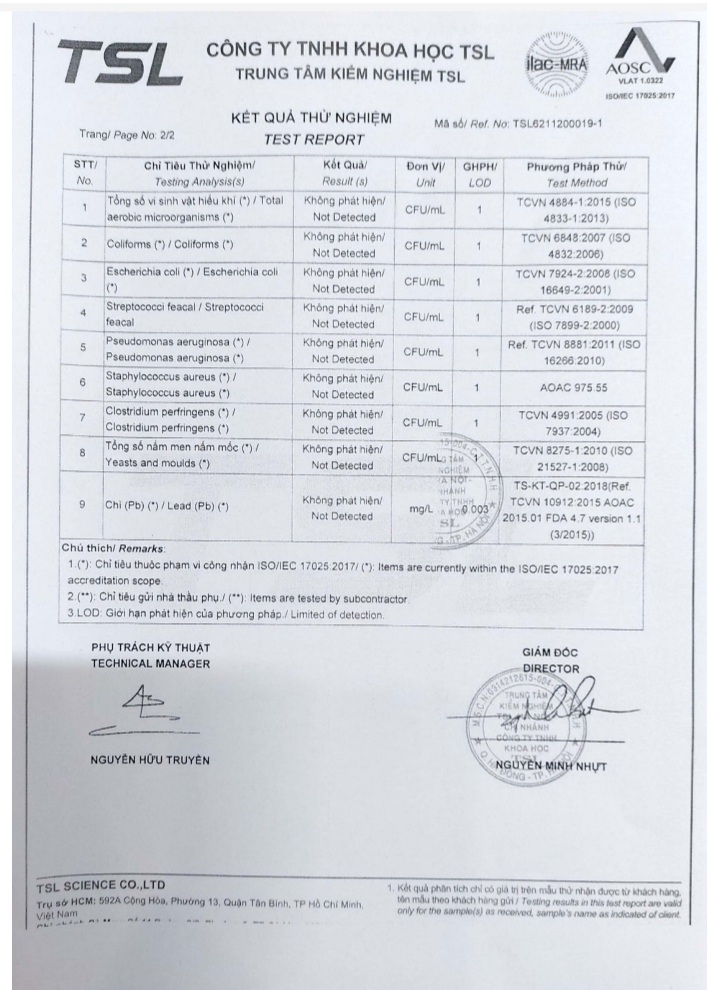 TSL
CÔNG TY TNHH KHOA HỌC TSL
TRUNG TÂM KIỂM NGHIỆM TSL
ilac-MRA
AOSC
VLAT 1.0322
ISO/IEC 17025:2017
KẾT QUẢ THỬ NGHIỆM
TEST REPORT
Mã số/ Ref. No: TSL6211200019-1
Trang/ Page No: 2/2
STT/ No. Chỉ Tiêu Thử Nghiệm/ Testing Analysis(s) Kết Quả/ Result (s) Đơn Vị/ Unit GHPH/ LOD Phương Pháp Thử/ Test Method
1 Tổng số vi sinh vật hiếu khí (*) / Total aerobic microorganisms (*) Không phát hiện/ Not Detected CFU/mL 1 TCVN 4884-1:2015 (ISO 4833-1:2013)
2 Coliforms (*) / Coliforms (*) Không phát hiện/ Not Detected CFU/mL 1 TCVN 6848:2007 (ISO 4832:2006)
3 Escherichia coli (*) / Escherichia coli (*) Không phát hiện/ Not Detected CFU/mL 1 TCVN 7924-2:2008 (ISO 16649-2:2001)
4 Streptococci feacal / Streptococci feacal Không phát hiện/ Not Detected CFU/mL 1 Ref. TCVN 6189-2:2009 (ISO 7899-2:2000)
5 Pseudomonas aeruginosa (*) / Pseudomonas aeruginosa (*) Không phát hiện/ Not Detected CFU/mL 1 Ref. TCVN 8881:2011 (ISO 16266:2010)
6 Staphylococcus aureus (*) / Staphylococcus aureus (*) Không phát hiện/ Not Detected CFU/mL 1 AOAC 975.55
7 Clostridium perfringens (*) / Clostridium perfringens (*) Không phát hiện/ Not Detected CFU/mL 1 TCVN 4991:2005 (ISO 7937:2004)
8 Tổng số nấm men nấm mốc (*) / Yeasts and moulds (*) Không phát hiện/ Not Detected CFU/mL TCVN 8275-1:2010 (ISO 21527-1:2008)
9 Chì (Pb) (*) / Lead (Pb) (*) Không phát hiện/ Not Detected mg/L 0.003 TS-KT-QP-02:2018(Ref. TCVN 10912:2015 AOAC 2015.01 FDA 4.7 version 1.1 (3/2015))
Chú thích/ Remarks:
1.(*): Chỉ tiêu thuộc phạm vi công nhận ISO/IEC 17025:2017/ (*): Items are currently within the ISO/IEC 17025:2017
accreditation scope.
2.(**): Chỉ tiêu gửi nhà thầu phụ./ (**): Items are tested by subcontractor.
3.LOD: Giới hạn phát hiện của phương pháp./ Limited of detection.
PHỤ TRÁCH KỸ THUẬT
TECHNICAL MANAGER
NGUYỄN HỮU TRUYỀN
GIÁM ĐỐC
DIRECTOR
TRUNG TÂM
KIỂM NGHIỆM
CHI NHÁNH
CÔNG TY TNHH
KHOA HỌC
TSL
NGUYỄN MINH NHỰT
TSL SCIENCE CO.,LTD
Trụ sở HCM: 592A Cộng Hòa, Phường 13, Quận Tân Bình, TP Hồ Chí Minh,
Việt Nam
1. Kết quả phân tích chỉ có giá trị trên mẫu thử nhận được từ khách hàng,
tên mẫu theo khách hàng gửi / Testing results in this test report are valid
only for the sample(s) as received, sample's name as indicated of client.